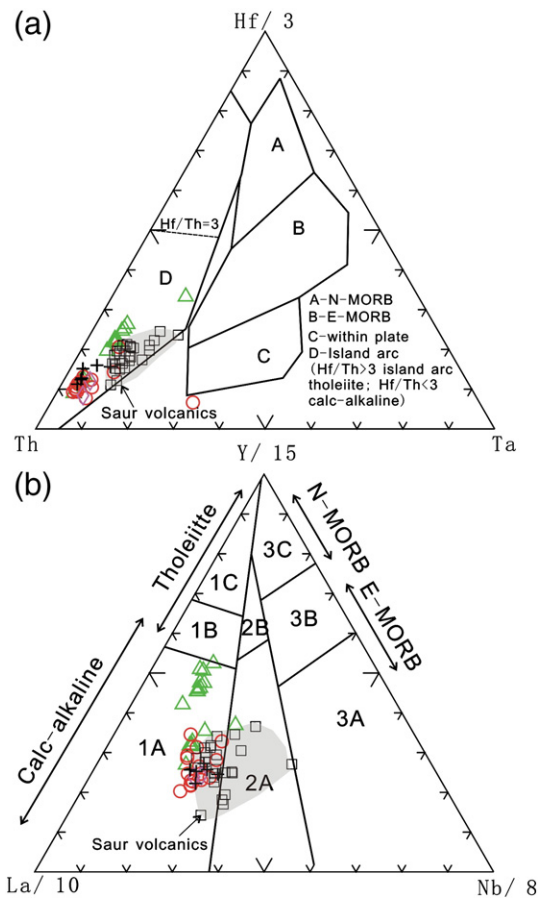 (a)
Hf/ 3
A
Hf/Th=3
B
D
A-N-MORB
B-E-MORB
C-within plate
D-Island arc
(Hf/Th>3 island arc
tholeiite; Hf/Th<3
calc-alkaline)
C
Saur volcanics
Th
Ta
Y/ 15
(b)
Tholeiitte
N-MORB
E-MORB
3C
1C
1B
2B
3B
Calc-alkaline
1A
3A
2A
Saur volcanics
La/ 10
Nb/ 8